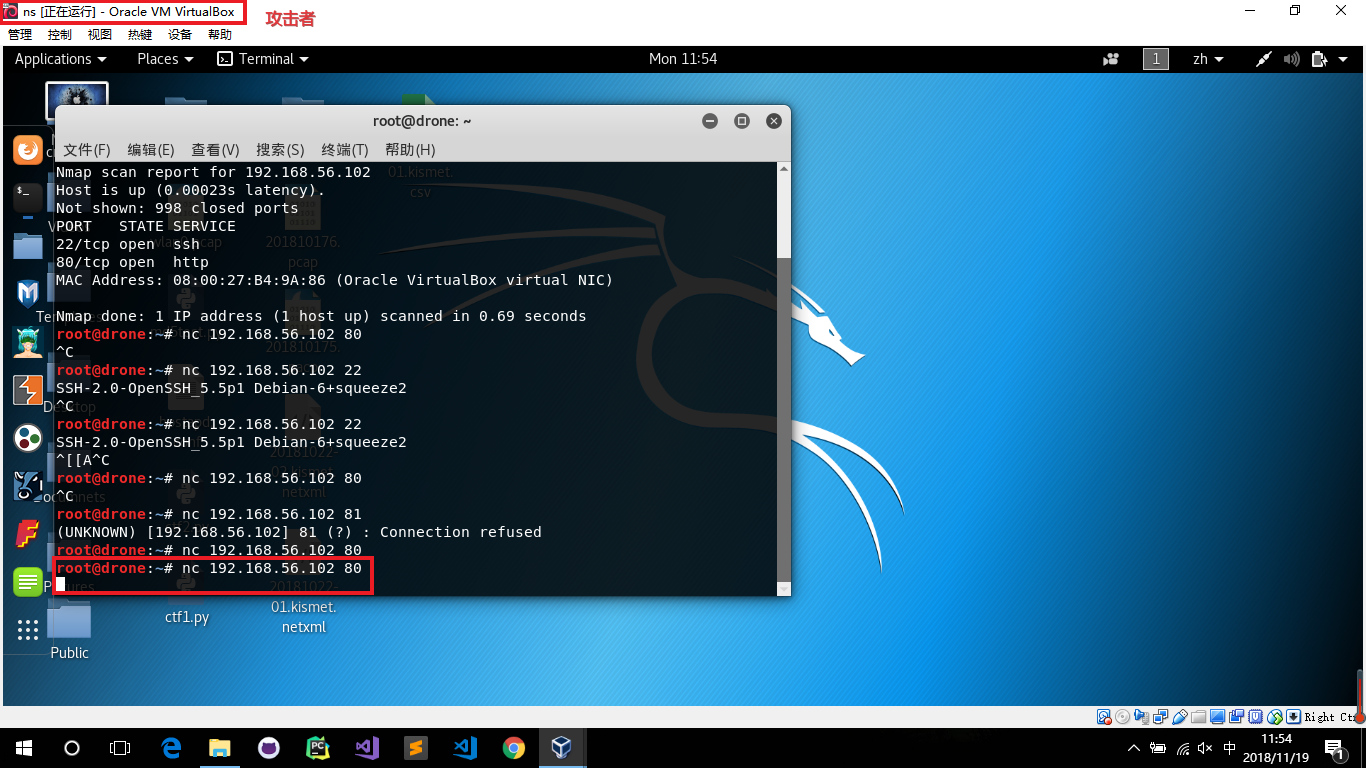 ns [正在运行] - Oracle VM VirtualBox
攻击者
管理 控制 视图 热键 设备 帮助
Applications Places Terminal Mon 11:54 1 zh
root@drone: ~
文件(F) 编辑(E) 查看(V) 搜索(S) 终端(T) 帮助(H)
Nmap scan report for 192.168.56.102
Host is up (0.00023s latency).
Not shown: 998 closed ports
PORT   STATE SERVICE
22/tcp open  ssh
80/tcp open  http
MAC Address: 08:00:27:B4:9A:86 (Oracle VirtualBox virtual NIC)
Nmap done: 1 IP address (1 host up) scanned in 0.69 seconds
root@drone:~# nc 192.168.56.102 80
^C
root@drone:~# nc 192.168.56.102 22
SSH-2.0-OpenSSH_5.5p1 Debian-6+squeeze2
^C
root@drone:~# nc 192.168.56.102 22
SSH-2.0-OpenSSH_5.5p1 Debian-6+squeeze2
^[[A^C
root@drone:~# nc 192.168.56.102 80
^C
root@drone:~# nc 192.168.56.102 81
(UNKNOWN) [192.168.56.102] 81 (?) : Connection refused
root@drone:~# nc 192.168.56.102 80
root@drone:~# nc 192.168.56.102 80
01.kismet.
csv
201810176.
pcap
201810175.
20181022-
netxml
20181022-
01.kismet.
netxml
ctf1.py
Public
Right Ctrl
中
11:54
2018/11/19
1